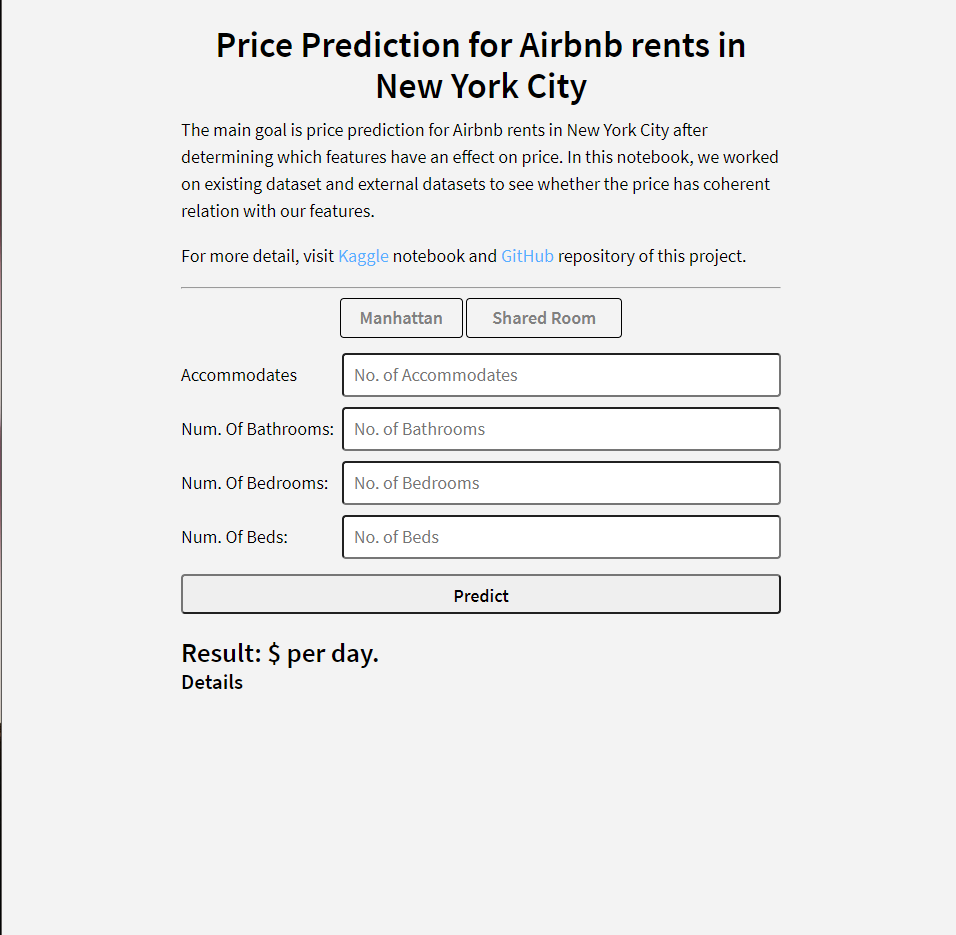 Price Prediction for Airbnb rents in
New York City
The main goal is price prediction for Airbnb rents in New York City after
determining which features have an effect on price. In this notebook, we worked
on existing dataset and external datasets to see whether the price has coherent
relation with our features.
For more detail, visit Kaggle notebook and GitHub repository of this project.
Manhattan Shared Room
Accommodates No. of Accommodates
Num. Of Bathrooms: No. of Bathrooms
Num. Of Bedrooms: No. of Bedrooms
Num. Of Beds: No. of Beds
Predict
Result: $ per day.
Details